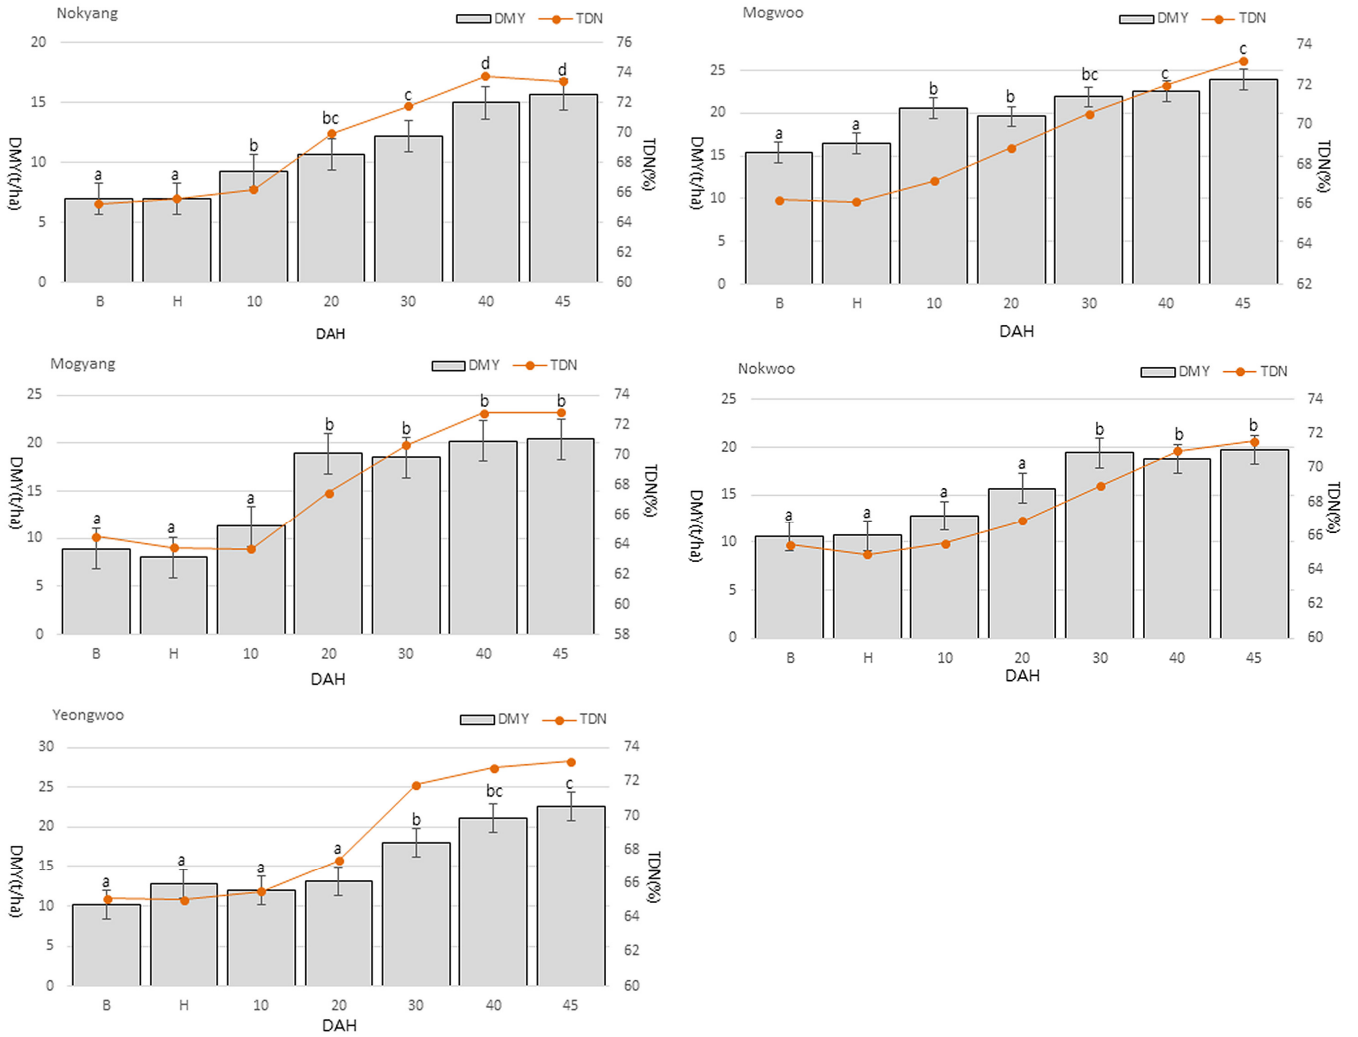 Nokyang
DMY TDN
20 76
74
15 72
70
10 68
66
5 64
62
0 60
a a b bc c d d
DMY(t/ha)
TDN(%)
B H 10 20 30 40 45
DAH
Mogwoo
DMY TDN
74
25
72
20
70
15
68
10 66
5 64
0 62
a a b b bc c c
DMY(t/ha)
TDN(%)
B H 10 20 30 40 45
DAH
Mogyang
DMY TDN
25 74
72
20
70
68
15
66
10
64
62
5
60
0 58
a a a b b b b
DMY(t/ha)
TDN(%)
B H 10 20 30 40 45
DAH
Nokwoo
DMY TDN
25 74
72
20
70
15
68
10 66
64
5
62
0 60
a a a a b b b
DMY(t/ha)
TDN(%)
B H 10 20 30 40 45
DAH
Yeongwoo
DMY TDN
30 74
72
25
70
20
68
15
66
10
64
5
62
0 60
a a a a b bc c
DMY(t/ha)
TDN(%)
B H 10 20 30 40 45
DAH